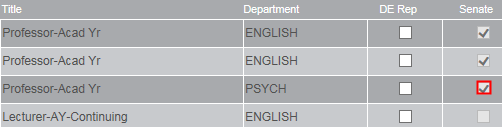 Title Department DE Rep Senate
Professor-Acad Yr ENGLISH
Professor-Acad Yr ENGLISH
Professor-Acad Yr PSYCH
Lecturer-AY-Continuing ENGLISH